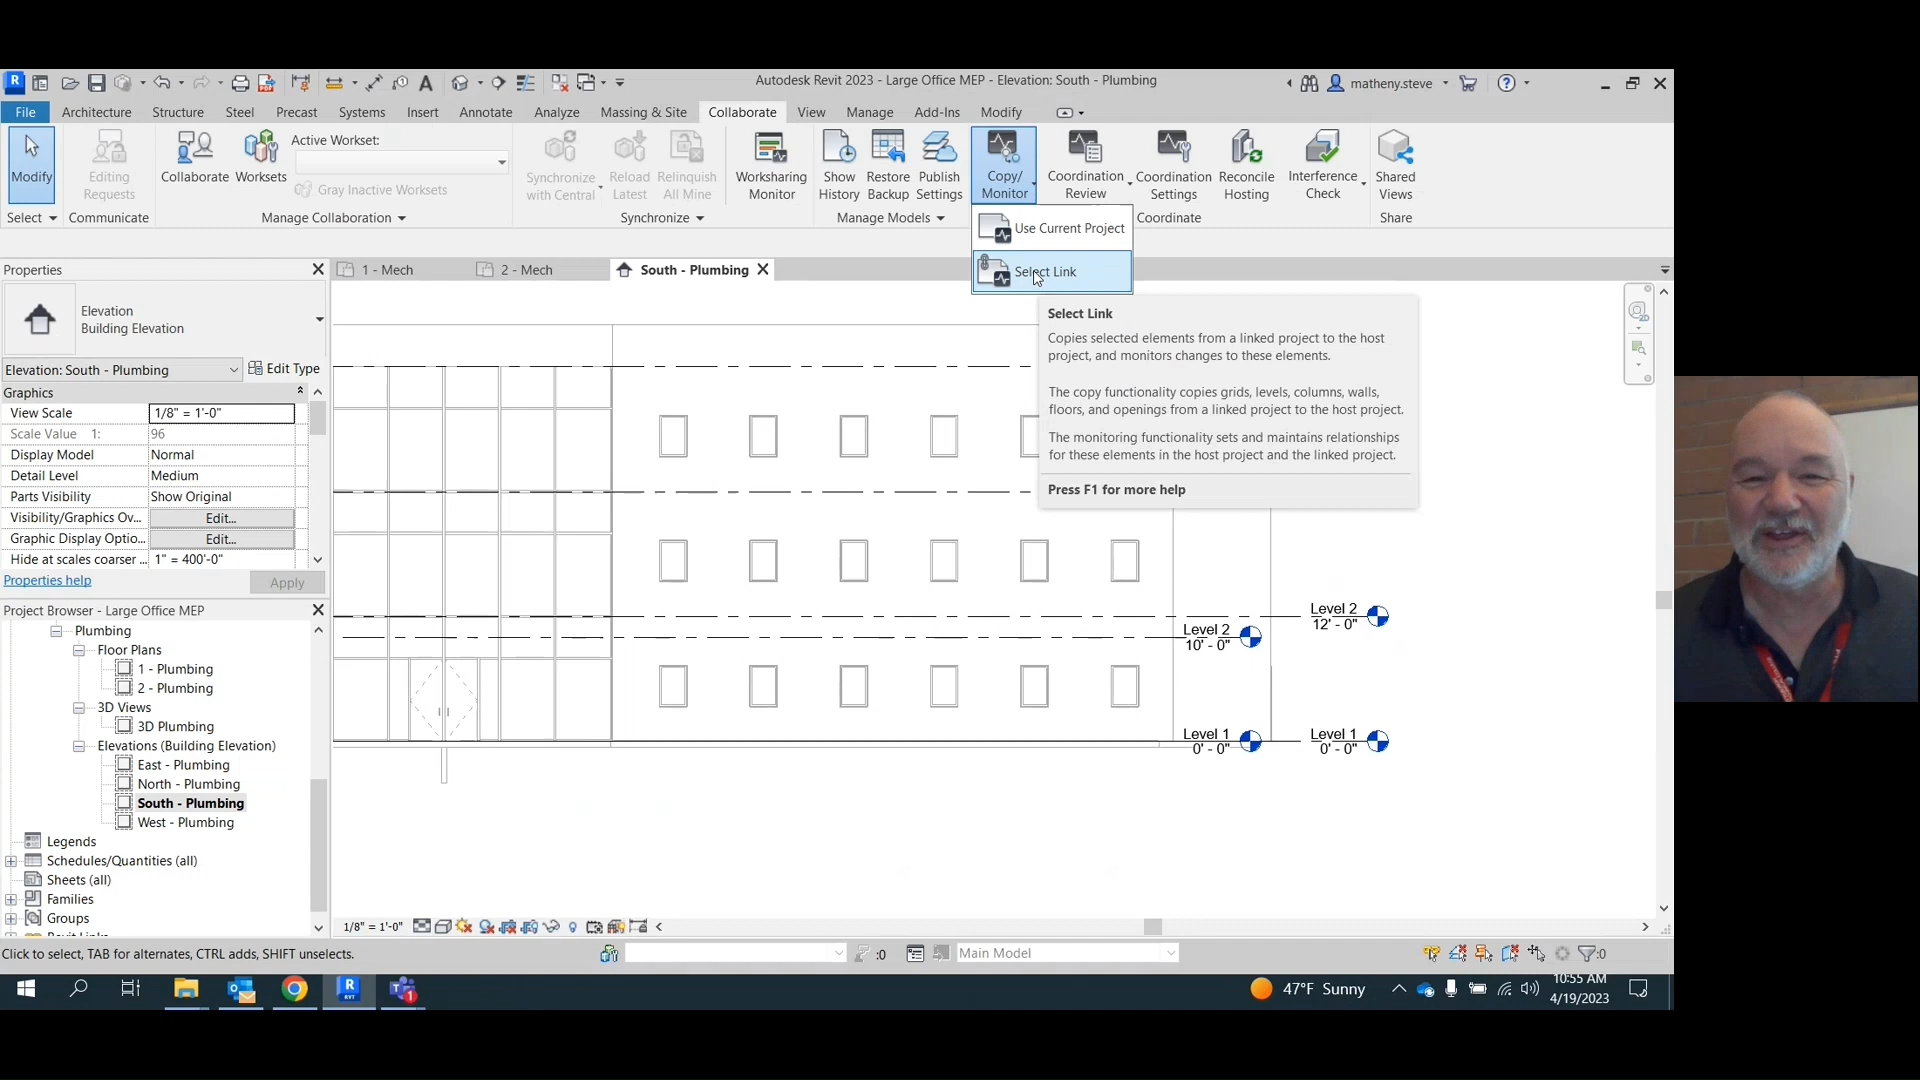 Autodesk Revit 2023 - Large Office MEP - Elevation: South - Plumbing
matheny.steve
File Architecture Structure Steel Precast Systems Insert Annotate Analyze Massing & Site Collaborate View Manage Add-Ins Modify
Modify
Editing
Requests
Collaborate
Worksets
Active Workset:
Gray Inactive Worksets
Synchronize
with Central
Reload
Latest
Relinquish
All Mine
Worksharing
Monitor
Show
History
Restore
Backup
Publish
Settings
Copy/
Monitor
Coordination
Review
Coordination
Settings
Reconcile
Hosting
Interference
Check
Shared
Views
Select
Communicate
Manage Collaboration
Synchronize
Manage Models
Coordinate
Share
Use Current Project
Select Link
Select Link
Copies selected elements from a linked project to the host
project, and monitors changes to these elements.
The copy functionality copies grids, levels, columns, walls,
floors, and openings from a linked project to the host project.
The monitoring functionality sets and maintains relationships
for these elements in the host project and the linked project.
Press F1 for more help
Properties
1 - Mech
2 - Mech
South - Plumbing
Elevation
Building Elevation
Elevation: South - Plumbing
Edit Type
Graphics
View Scale 1/8" = 1'-0"
Scale Value 1: 96
Display Model Normal
Detail Level Medium
Parts Visibility Show Original
Visibility/Graphics Ov... Edit...
Graphic Display Optio... Edit...
Hide at scales coarser ... 1" = 400'-0"
Properties help
Apply
Project Browser - Large Office MEP
Plumbing
Floor Plans
1 - Plumbing
2 - Plumbing
3D Views
3D Plumbing
Elevations (Building Elevation)
East - Plumbing
North - Plumbing
South - Plumbing
West - Plumbing
Legends
Schedules/Quantities (all)
Sheets (all)
Families
Groups
Level 2
12' - 0"
Level 2
10' - 0"
Level 1
0' - 0"
Level 1
0' - 0"
1/8" = 1'-0"
Click to select, TAB for alternates, CTRL adds, SHIFT unselects.
:0
Main Model
:0
47°F Sunny
10:55 AM
4/19/2023